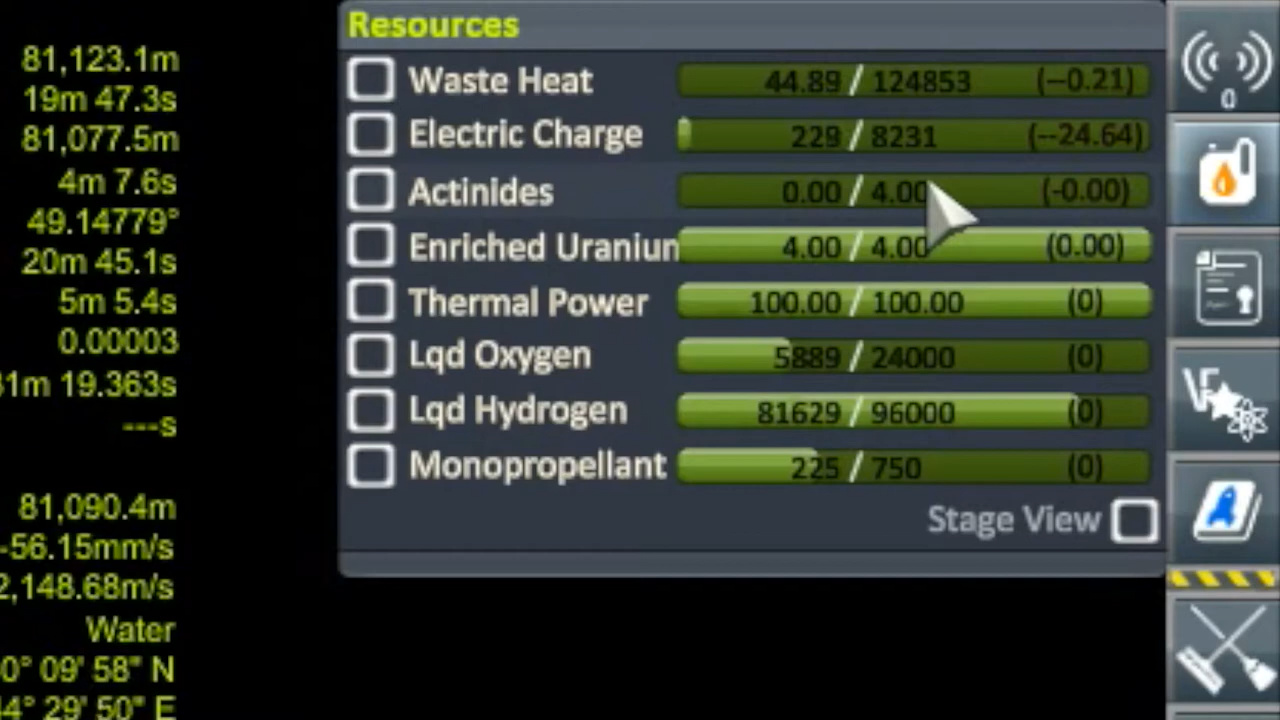 Resources
81,123.1m
19m 47.3s
81,077.5m
4m 7.6s
49.14779°
20m 45.1s
5m 5.4s
0.00003
31m 19.363s
---s
81,090.4m
-56.15mm/s
2,148.68m/s
Water
0° 09' 58" N
4° 29' 50" E
Waste Heat 44.89 / 124853 (--0.21)
Electric Charge 229 / 8231 (--24.64)
Actinides 0.00 / 4.00 (-0.00)
Enriched Uranium 4.00 / 4.00 (0.00)
Thermal Power 100.00 / 100.00 (0)
Lqd Oxygen 5889 / 24000 (0)
Lqd Hydrogen 81629 / 96000 (0)
Monopropellant 225 / 750 (0)
Stage View
0
VF